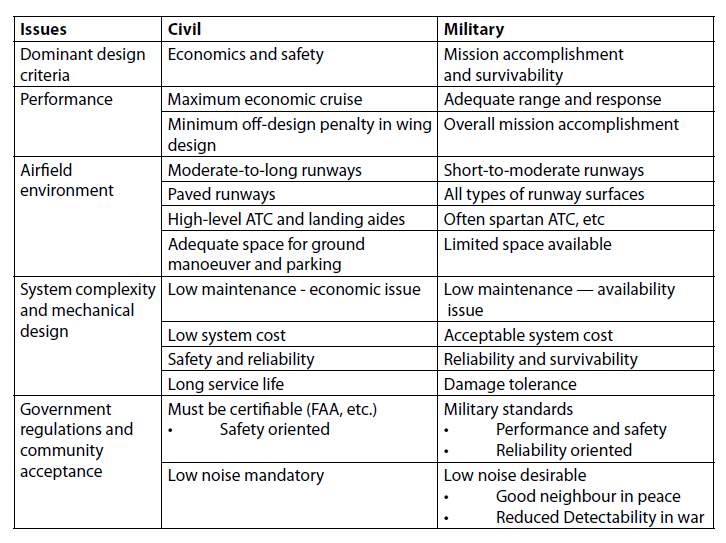 Issues Civil Military
Dominant design Economics and safety Mission accomplishment
criteria and survivability
Performance Maximum economic cruise Adequate range and response
Minimum off-design penalty in wing Overall mission accomplishment
design
Airfield Moderate-to-long runways Short-to-moderate runways
environment Paved runways All types of runway surfaces
High-level ATC and landing aides Often spartan ATC, etc
Adequate space for ground Limited space available
manoeuver and parking
System complexity Low maintenance - economic issue Low maintenance — availability
and mechanical issue
design Low system cost Acceptable system cost
Safety and reliability Reliability and survivability
Long service life Damage tolerance
Government Must be certifiable (FAA, etc.) Military standards
regulations and • Safety oriented • Performance and safety
community • Reliability oriented
acceptance Low noise mandatory Low noise desirable
• Good neighbour in peace
• Reduced Detectability in war